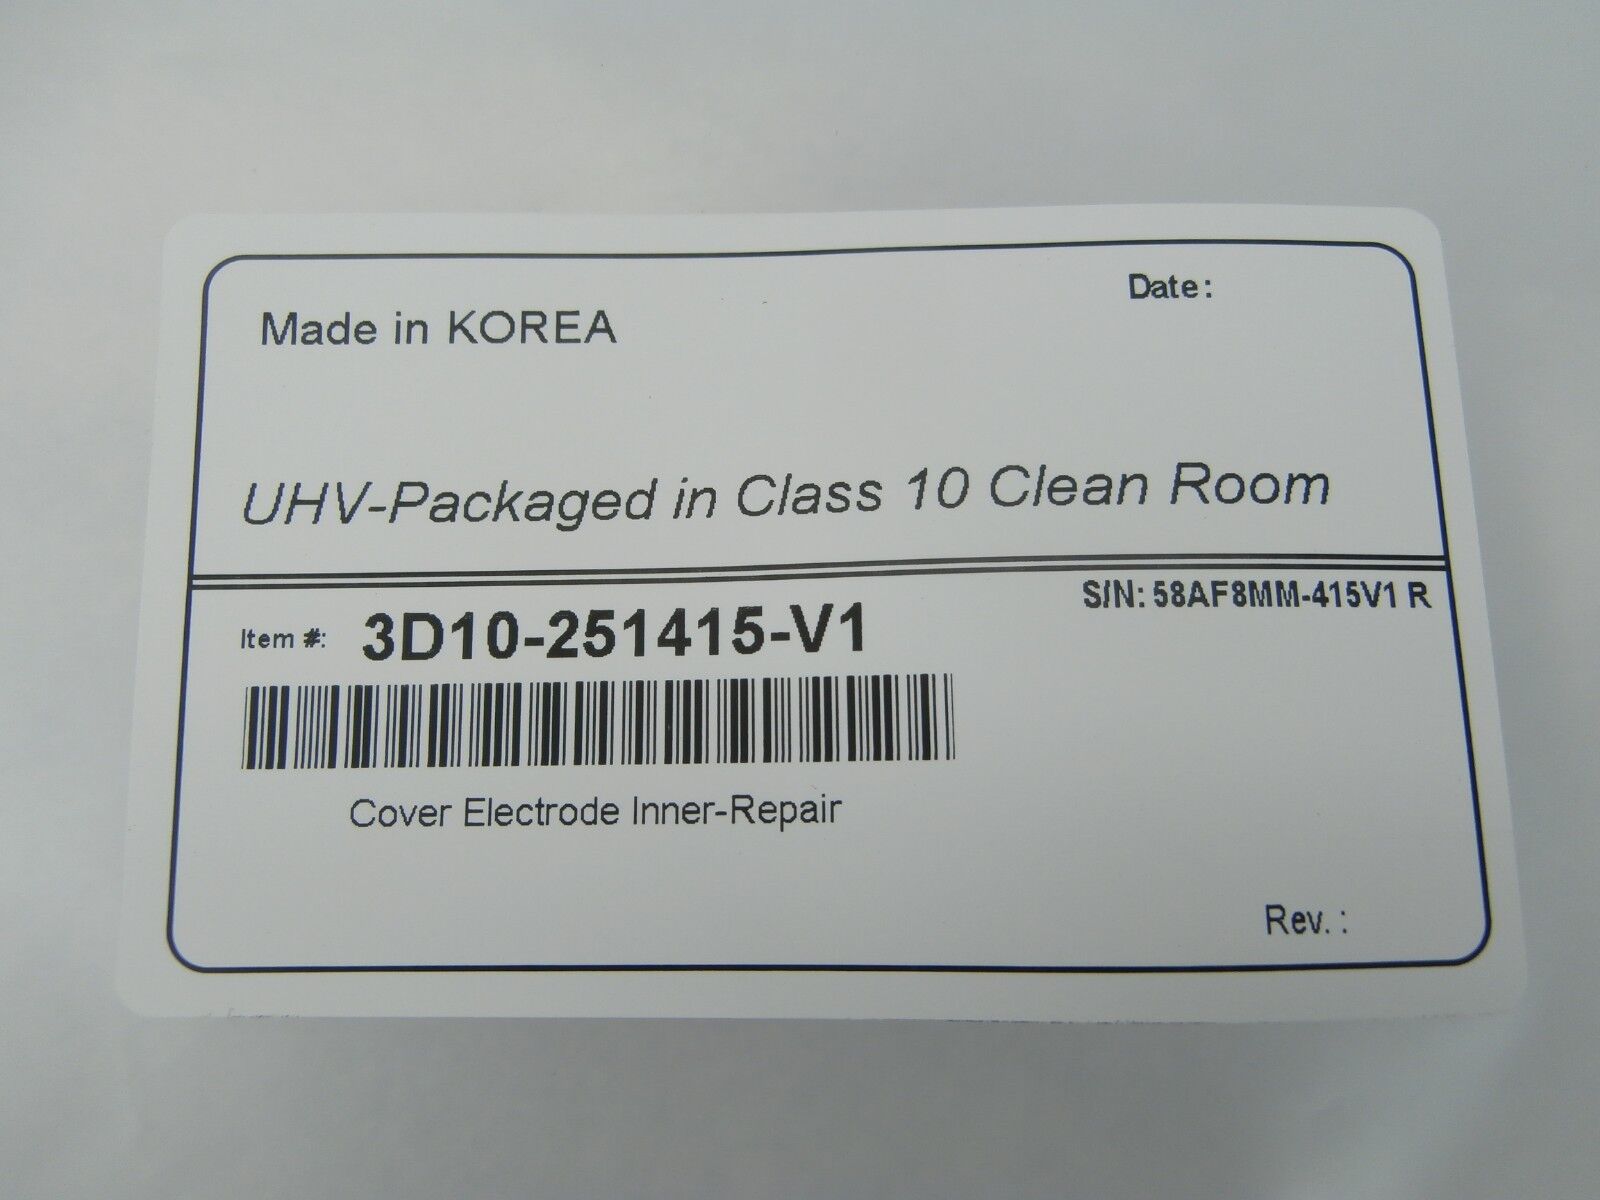 Date:
Made in KOREA
UHV-Packaged in Class 10 Clean Room
S/N: 58AF8MM-415V1 R
Item #: 3D10-251415-V1
Cover Electrode Inner-Repair
Rev. :